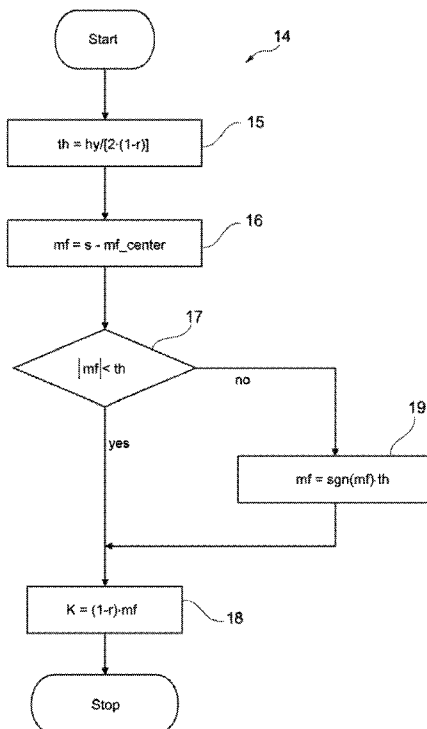 Start
14
th = hy/[2·(1-r)]
15
mf = s - mf_center
16
|mf| < th
17
no
yes
mf = sgn(mf)·th
19
K = (1-r)·mf
18
Stop